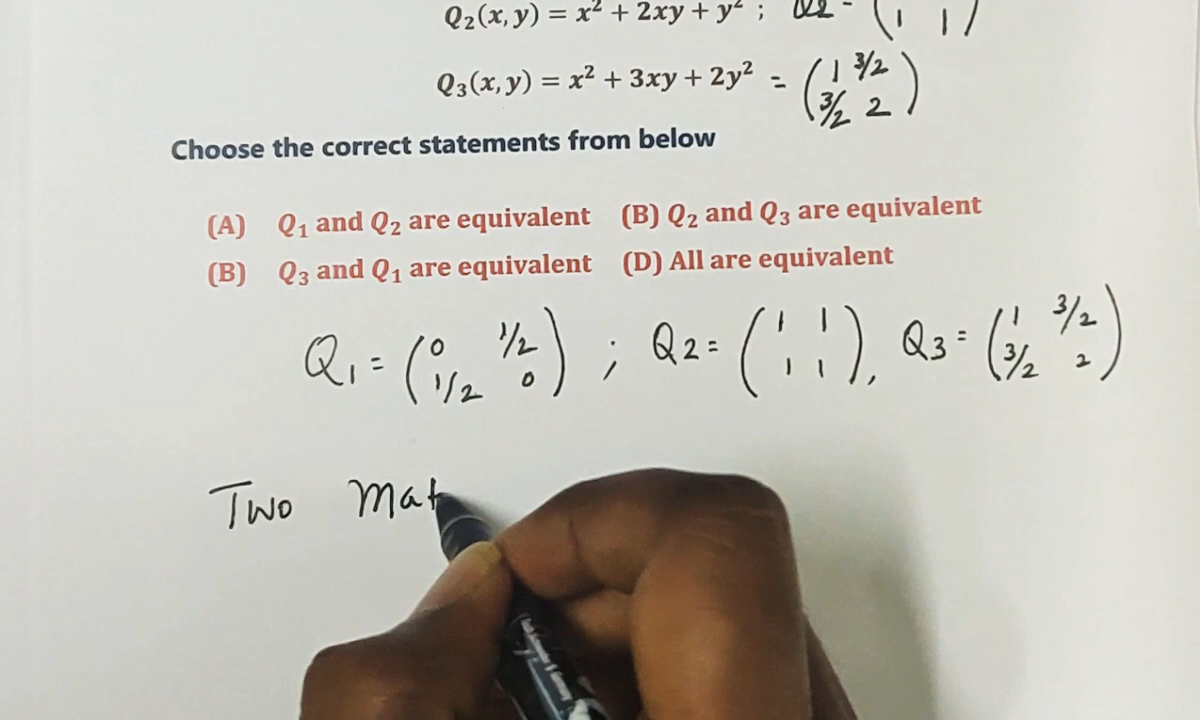 Q₂(x, y) = x² + 2xy + y² ; Q2 = ( 1 1 )
Q₃(x, y) = x² + 3xy + 2y² = ( 1 3/2
3/2 2 )
Choose the correct statements from below
(A) Q₁ and Q₂ are equivalent (B) Q₂ and Q₃ are equivalent
(B) Q₃ and Q₁ are equivalent (D) All are equivalent
Q₁ = ( 0 1/2 ; Q2 = ( 1 1 , Q3 = ( 1 3/2
1/2 0 ) 1 1 ) 3/2 2 )
Two Mat